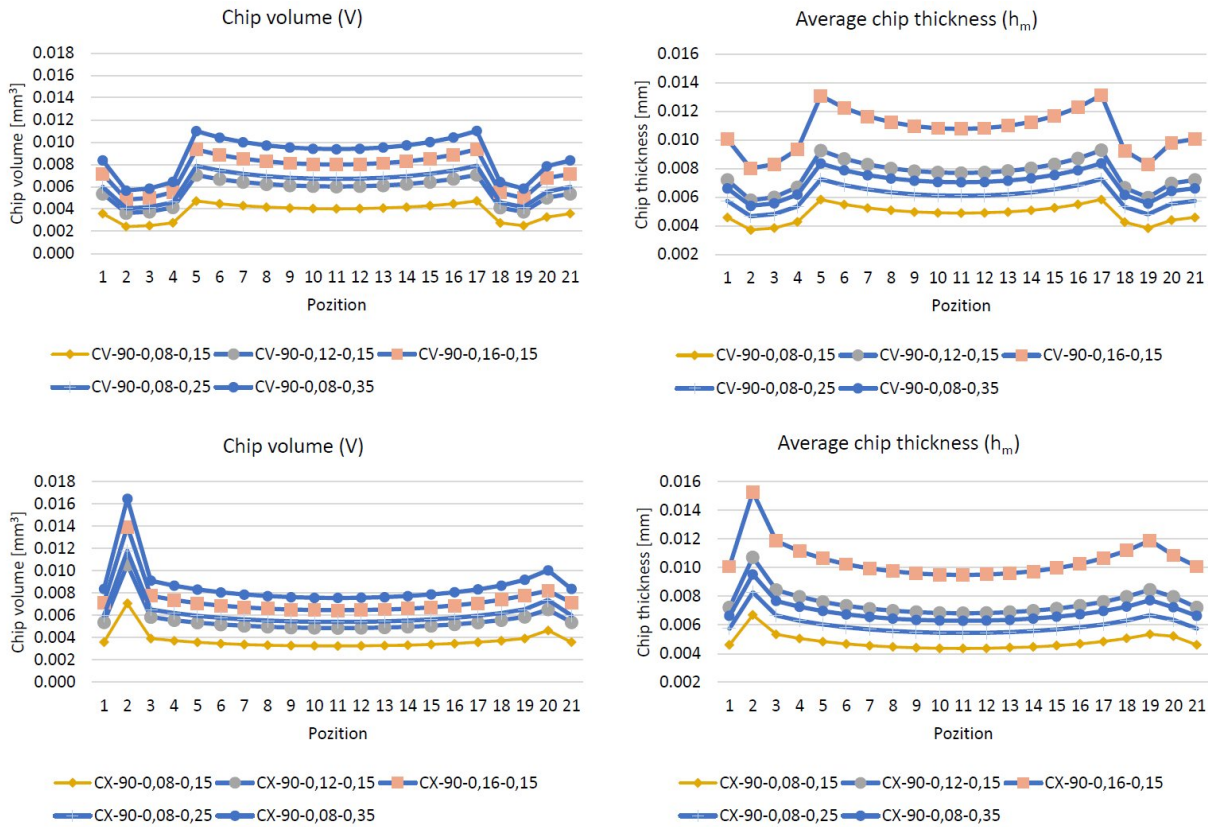 Chip volume (V)
Chip volume [mm³]
0.018
0.016
0.014
0.012
0.010
0.008
0.006
0.004
0.002
0.000
1 2 3 4 5 6 7 8 9 10 11 12 13 14 15 16 17 18 19 20 21
Pozition
CV-90-0,08-0,15 CV-90-0,12-0,15 CV-90-0,16-0,15
CV-90-0,08-0,25 CV-90-0,08-0,35
Average chip thickness (hₘ)
Chip thickness [mm]
0.016
0.014
0.012
0.010
0.008
0.006
0.004
0.002
1 2 3 4 5 6 7 8 9 10 11 12 13 14 15 16 17 18 19 20 21
Pozition
CV-90-0,08-0,15 CV-90-0,12-0,15 CV-90-0,16-0,15
CV-90-0,08-0,25 CV-90-0,08-0,35
Chip volume (V)
Chip volume [mm³]
0.018
0.016
0.014
0.012
0.010
0.008
0.006
0.004
0.002
0.000
1 2 3 4 5 6 7 8 9 10 11 12 13 14 15 16 17 18 19 20 21
Pozition
CX-90-0,08-0,15 CX-90-0,12-0,15 CX-90-0,16-0,15
CX-90-0,08-0,25 CX-90-0,08-0,35
Average chip thickness (hₘ)
Chip thickness [mm]
0.016
0.014
0.012
0.010
0.008
0.006
0.004
0.002
1 2 3 4 5 6 7 8 9 10 11 12 13 14 15 16 17 18 19 20 21
Pozition
CX-90-0,08-0,15 CX-90-0,12-0,15 CX-90-0,16-0,15
CX-90-0,08-0,25 CX-90-0,08-0,35